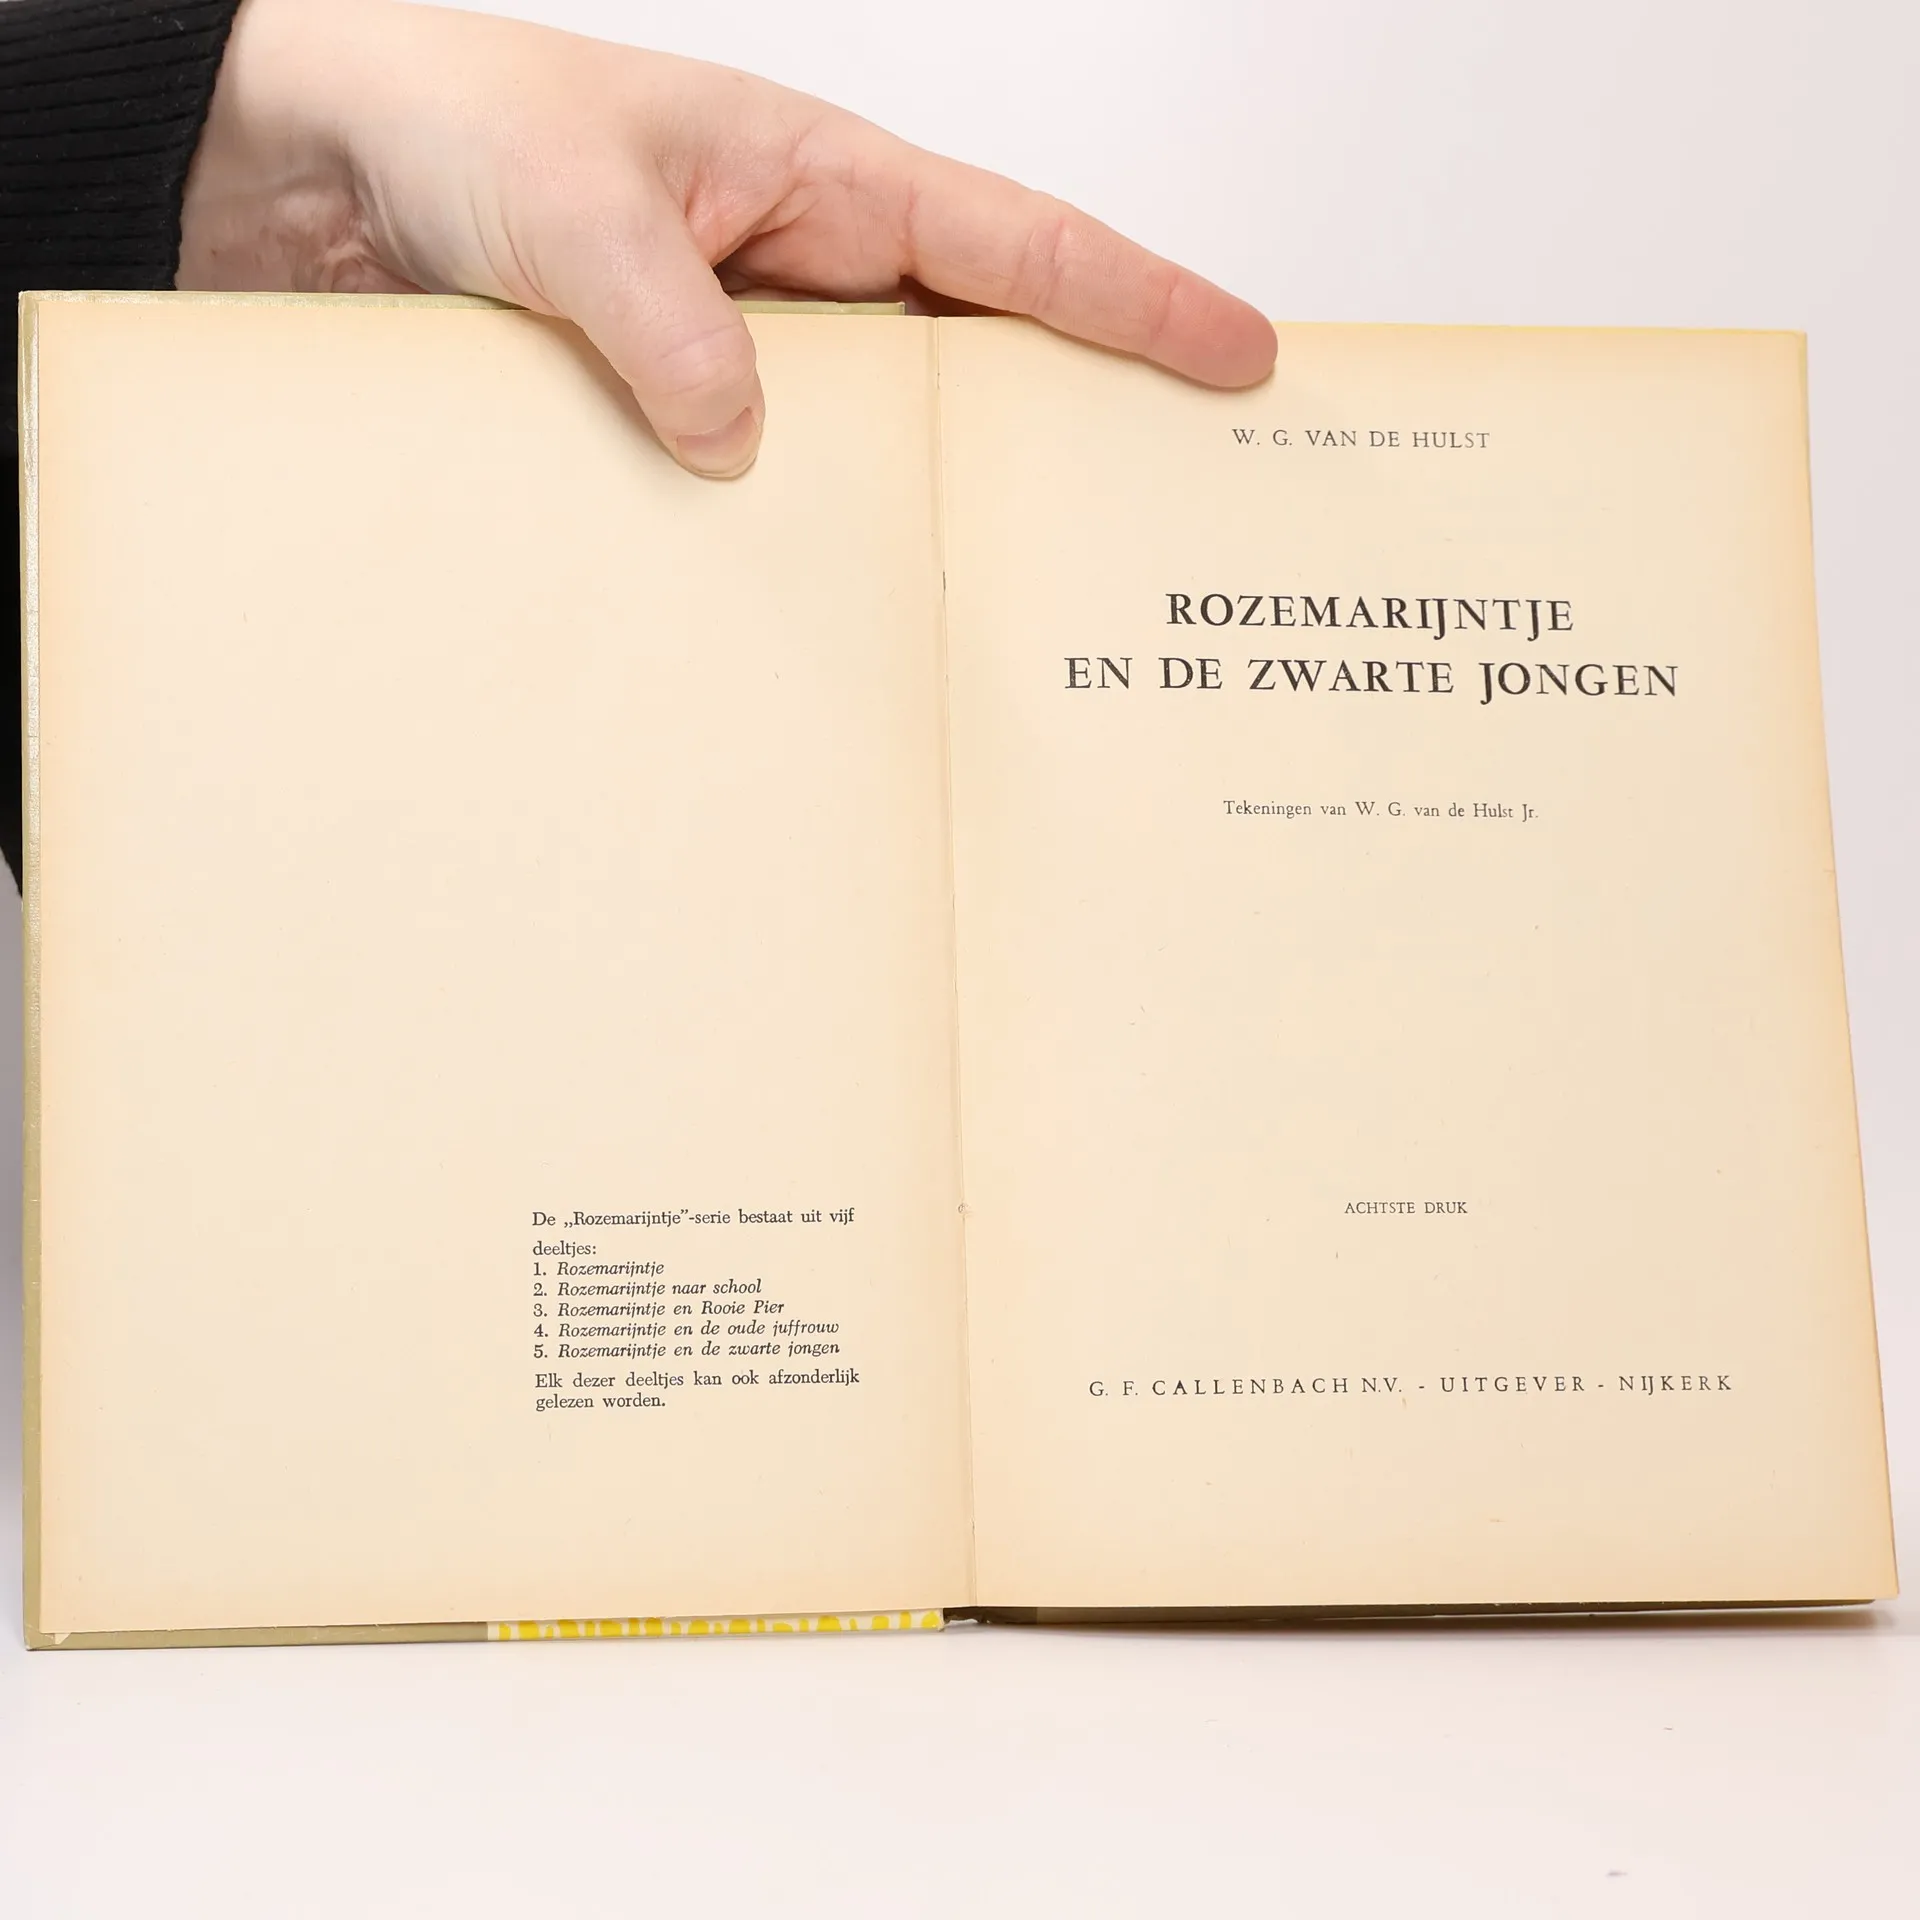 De „Rozemarijntje”-serie bestaat uit vijf
deeltjes:
1. Rozemarijntje
2. Rozemarijntje naar school
3. Rozemarijntje en Rooie Pier
4. Rozemarijntje en de oude juffrouw
5. Rozemarijntje en de zwarte jongen
Elk dezer deeltjes kan ook afzonderlijk
gelezen worden.
W. G. VAN DE HULST
ROZEMARIJNTJE
EN DE ZWARTE JONGEN
Tekeningen van W. G. van de Hulst Jr.
ACHTSTE DRUK
G. F. CALLENBACH N.V. - UITGEVER - NIJKERK